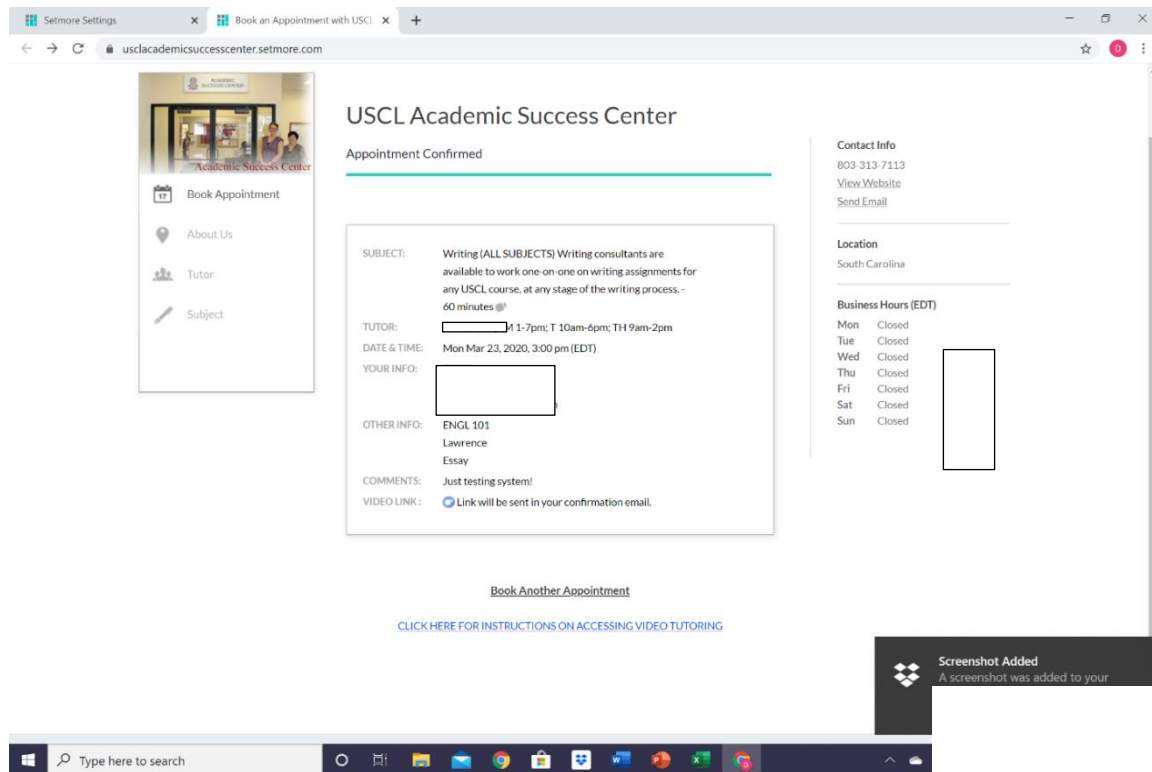 Setmore Settings
Book an Appointment with USCL
usclacademicsuccesscenter.setmore.com
D
ACADEMIC
SUCCESS CENTER
Academic Success Center
17
Book Appointment
About Us
Tutor
Subject
USCL Academic Success Center
Appointment Confirmed
SUBJECT: Writing (ALL SUBJECTS) Writing consultants are
available to work one-on-one on writing assignments for
any USCL course, at any stage of the writing process. -
60 minutes
TUTOR: M 1-7pm; T 10am-6pm; TH 9am-2pm
DATE & TIME: Mon Mar 23, 2020, 3:00 pm (EDT)
YOUR INFO:
OTHER INFO: ENGL 101
Lawrence
Essay
COMMENTS: Just testing system!
VIDEO LINK : Link will be sent in your confirmation email.
Book Another Appointment
CLICK HERE FOR INSTRUCTIONS ON ACCESSING VIDEO TUTORING
Contact Info
803-313-7113
View Website
Send Email
Location
South Carolina
Business Hours (EDT)
Mon Closed
Tue Closed
Wed Closed
Thu Closed
Fri Closed
Sat Closed
Sun Closed
Screenshot Added
A screenshot was added to your
Type here to search